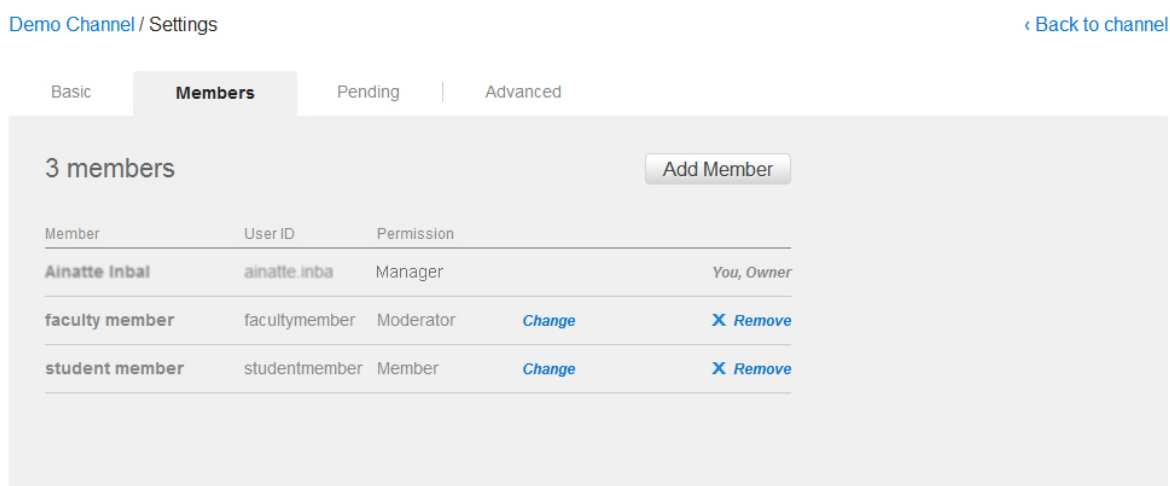 Demo Channel / Settings ‹ Back to channel
Basic Members Pending Advanced
3 members Add Member
Member User ID Permission
Ainatte Inbal ainatte.inba Manager You, Owner
faculty member facultymember Moderator Change X Remove
student member studentmember Member Change X Remove